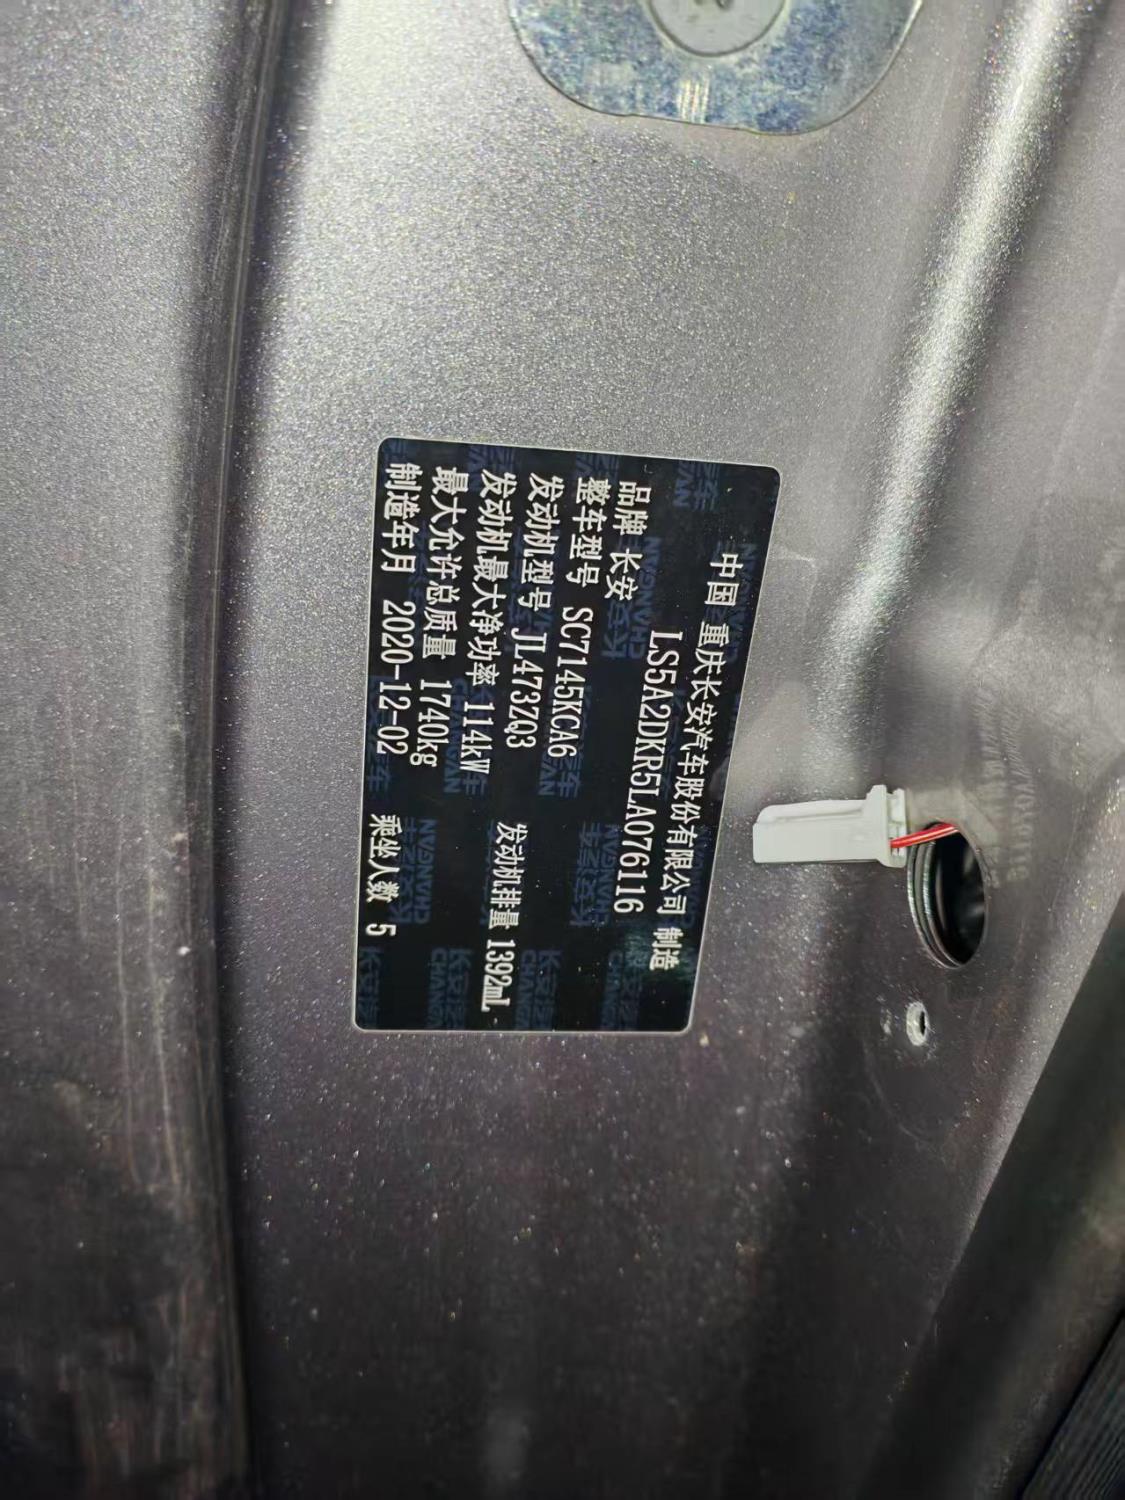 中国 重庆长安汽车股份有限公司 制造
LS5A2DKR5LA076116
品牌 长安
整车型号 SC7145KCA6
发动机型号 JL473ZQ3
发动机最大净功率 114kW 发动机排量 1392mL
最大允许总质量 1740kg
制造年月 2020-12-02 乘坐人数 5